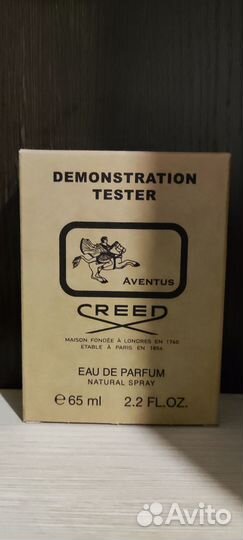 DEMONSTRATION
TESTER
AVENTUS
CREED
MAISON FONDÉE À LONDRES EN 1760
ETABLE À PARIS EN 1854
EAU DE PARFUM
NATURAL SPRAY
℮ 65 ml 2.2 FL.OZ.
Avito